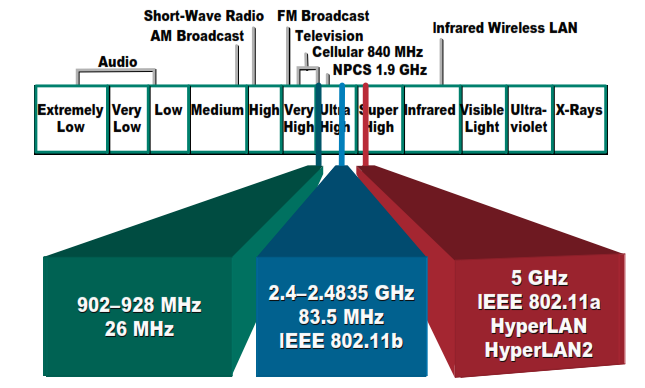 Short-Wave Radio FM Broadcast
AM Broadcast Television
Infrared Wireless LAN
Cellular 840 MHz
Audio
NPCS 1.9 GHz
Extremely Low
Very Low
Low
Medium
High
Very High
Ultra High
Super High
Infrared
Visible Light
Ultra-violet
X-Rays
902–928 MHz
26 MHz
2.4–2.4835 GHz
83.5 MHz
IEEE 802.11b
5 GHz
IEEE 802.11a
HyperLAN
HyperLAN2